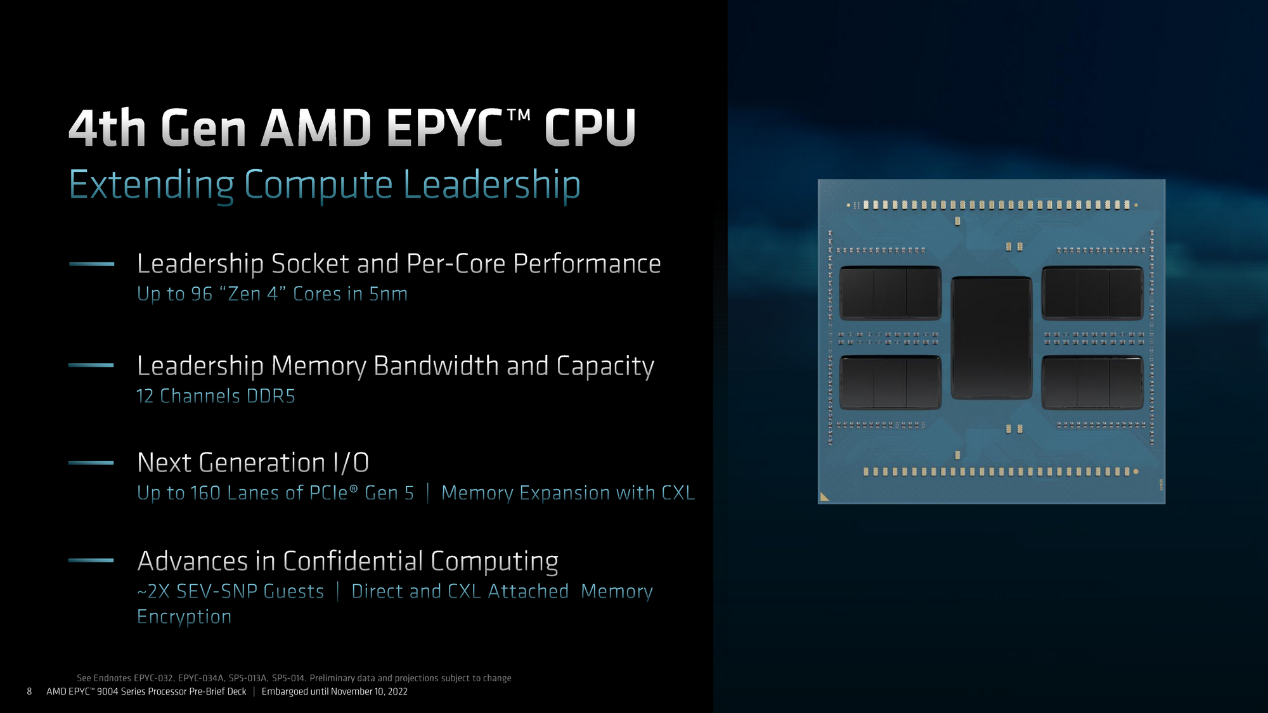 4th Gen AMD EPYC™ CPU
Extending Compute Leadership
Leadership Socket and Per-Core Performance
Up to 96 “Zen 4” Cores in 5nm
Leadership Memory Bandwidth and Capacity
12 Channels DDR5
Next Generation I/O
Up to 160 Lanes of PCIe® Gen 5 | Memory Expansion with CXL
Advances in Confidential Computing
~2X SEV-SNP Guests | Direct and CXL Attached Memory
Encryption
See Endnotes EPYC-032, EPYC-034A, SP5-013A, SP5-014. Preliminary data and projections subject to change
8 AMD EPYC™ 9004 Series Processor Pre-Brief Deck | Embargoed until November 10, 2022